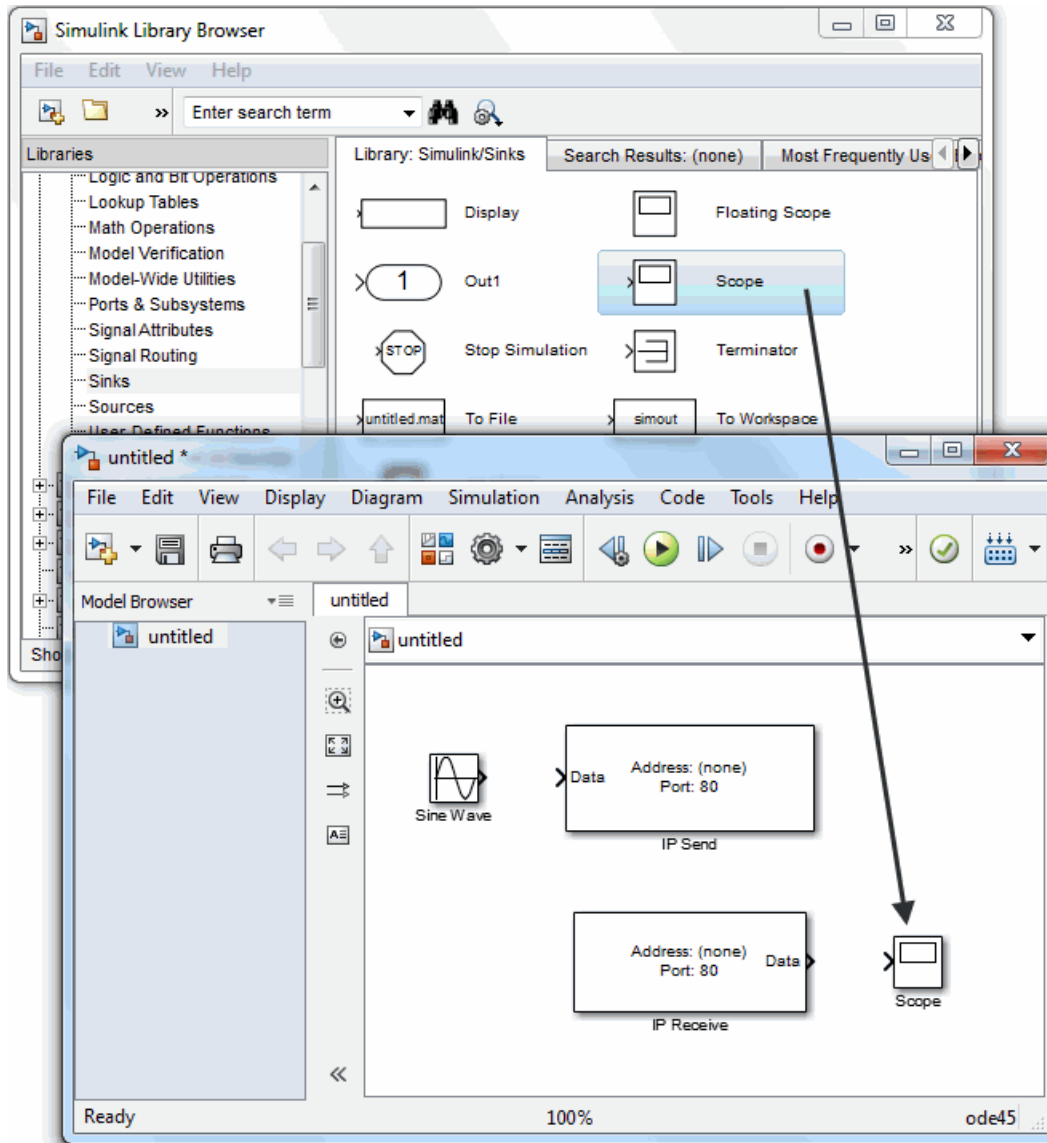 Simulink Library Browser
File Edit View Help
» Enter search term
Libraries
Library: Simulink/Sinks Search Results: (none) Most Frequently Us
Logic and Bit Operations
Lookup Tables
Math Operations
Model Verification
Model-Wide Utilities
Ports & Subsystems
Signal Attributes
Signal Routing
Sinks
Sources
User-Defined Functions
Display Floating Scope
1 Out1 Scope
STOP Stop Simulation Terminator
untitled.mat To File simout To Workspace
Sho
untitled *
File Edit View Display Diagram Simulation Analysis Code Tools Help
»
Model Browser untitled
untitled
untitled
Sine Wave
Data Address: (none)
Port: 80
IP Send
Address: (none) Data
Port: 80
IP Receive
Scope
Ready 100% ode45